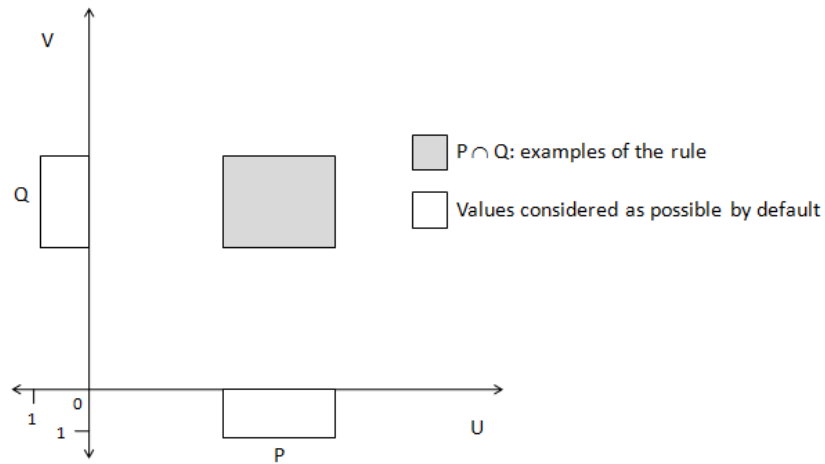 V
P ∩ Q: examples of the rule
Q
Values considered as possible by default
0
1
1
U
P